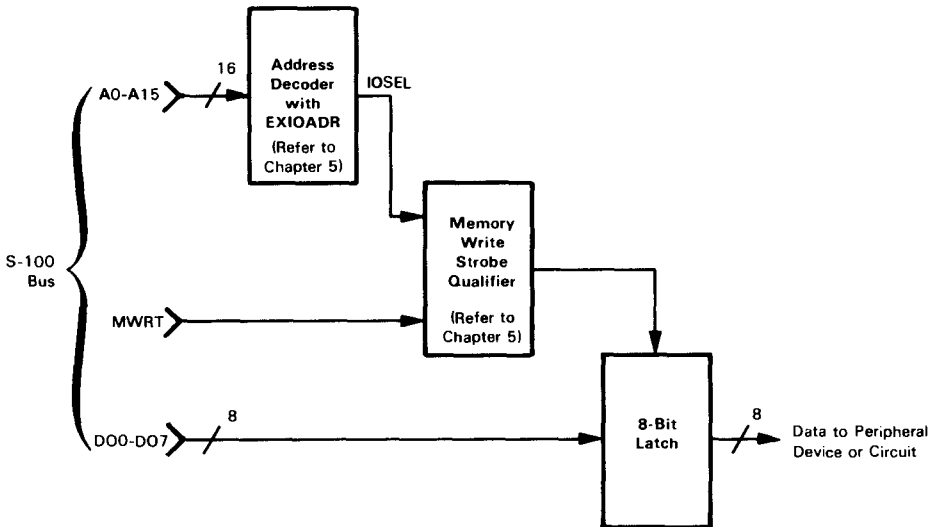 16
Address
Decoder
with
EXIOADR
(Refer to
Chapter 5)
IOSEL
A0-A15
Memory
Write
Strobe
Qualifier
(Refer to
Chapter 5)
S-100
Bus
MWRT
8-Bit
Latch
8
8
DO0-DO7
Data to Peripheral
Device or Circuit